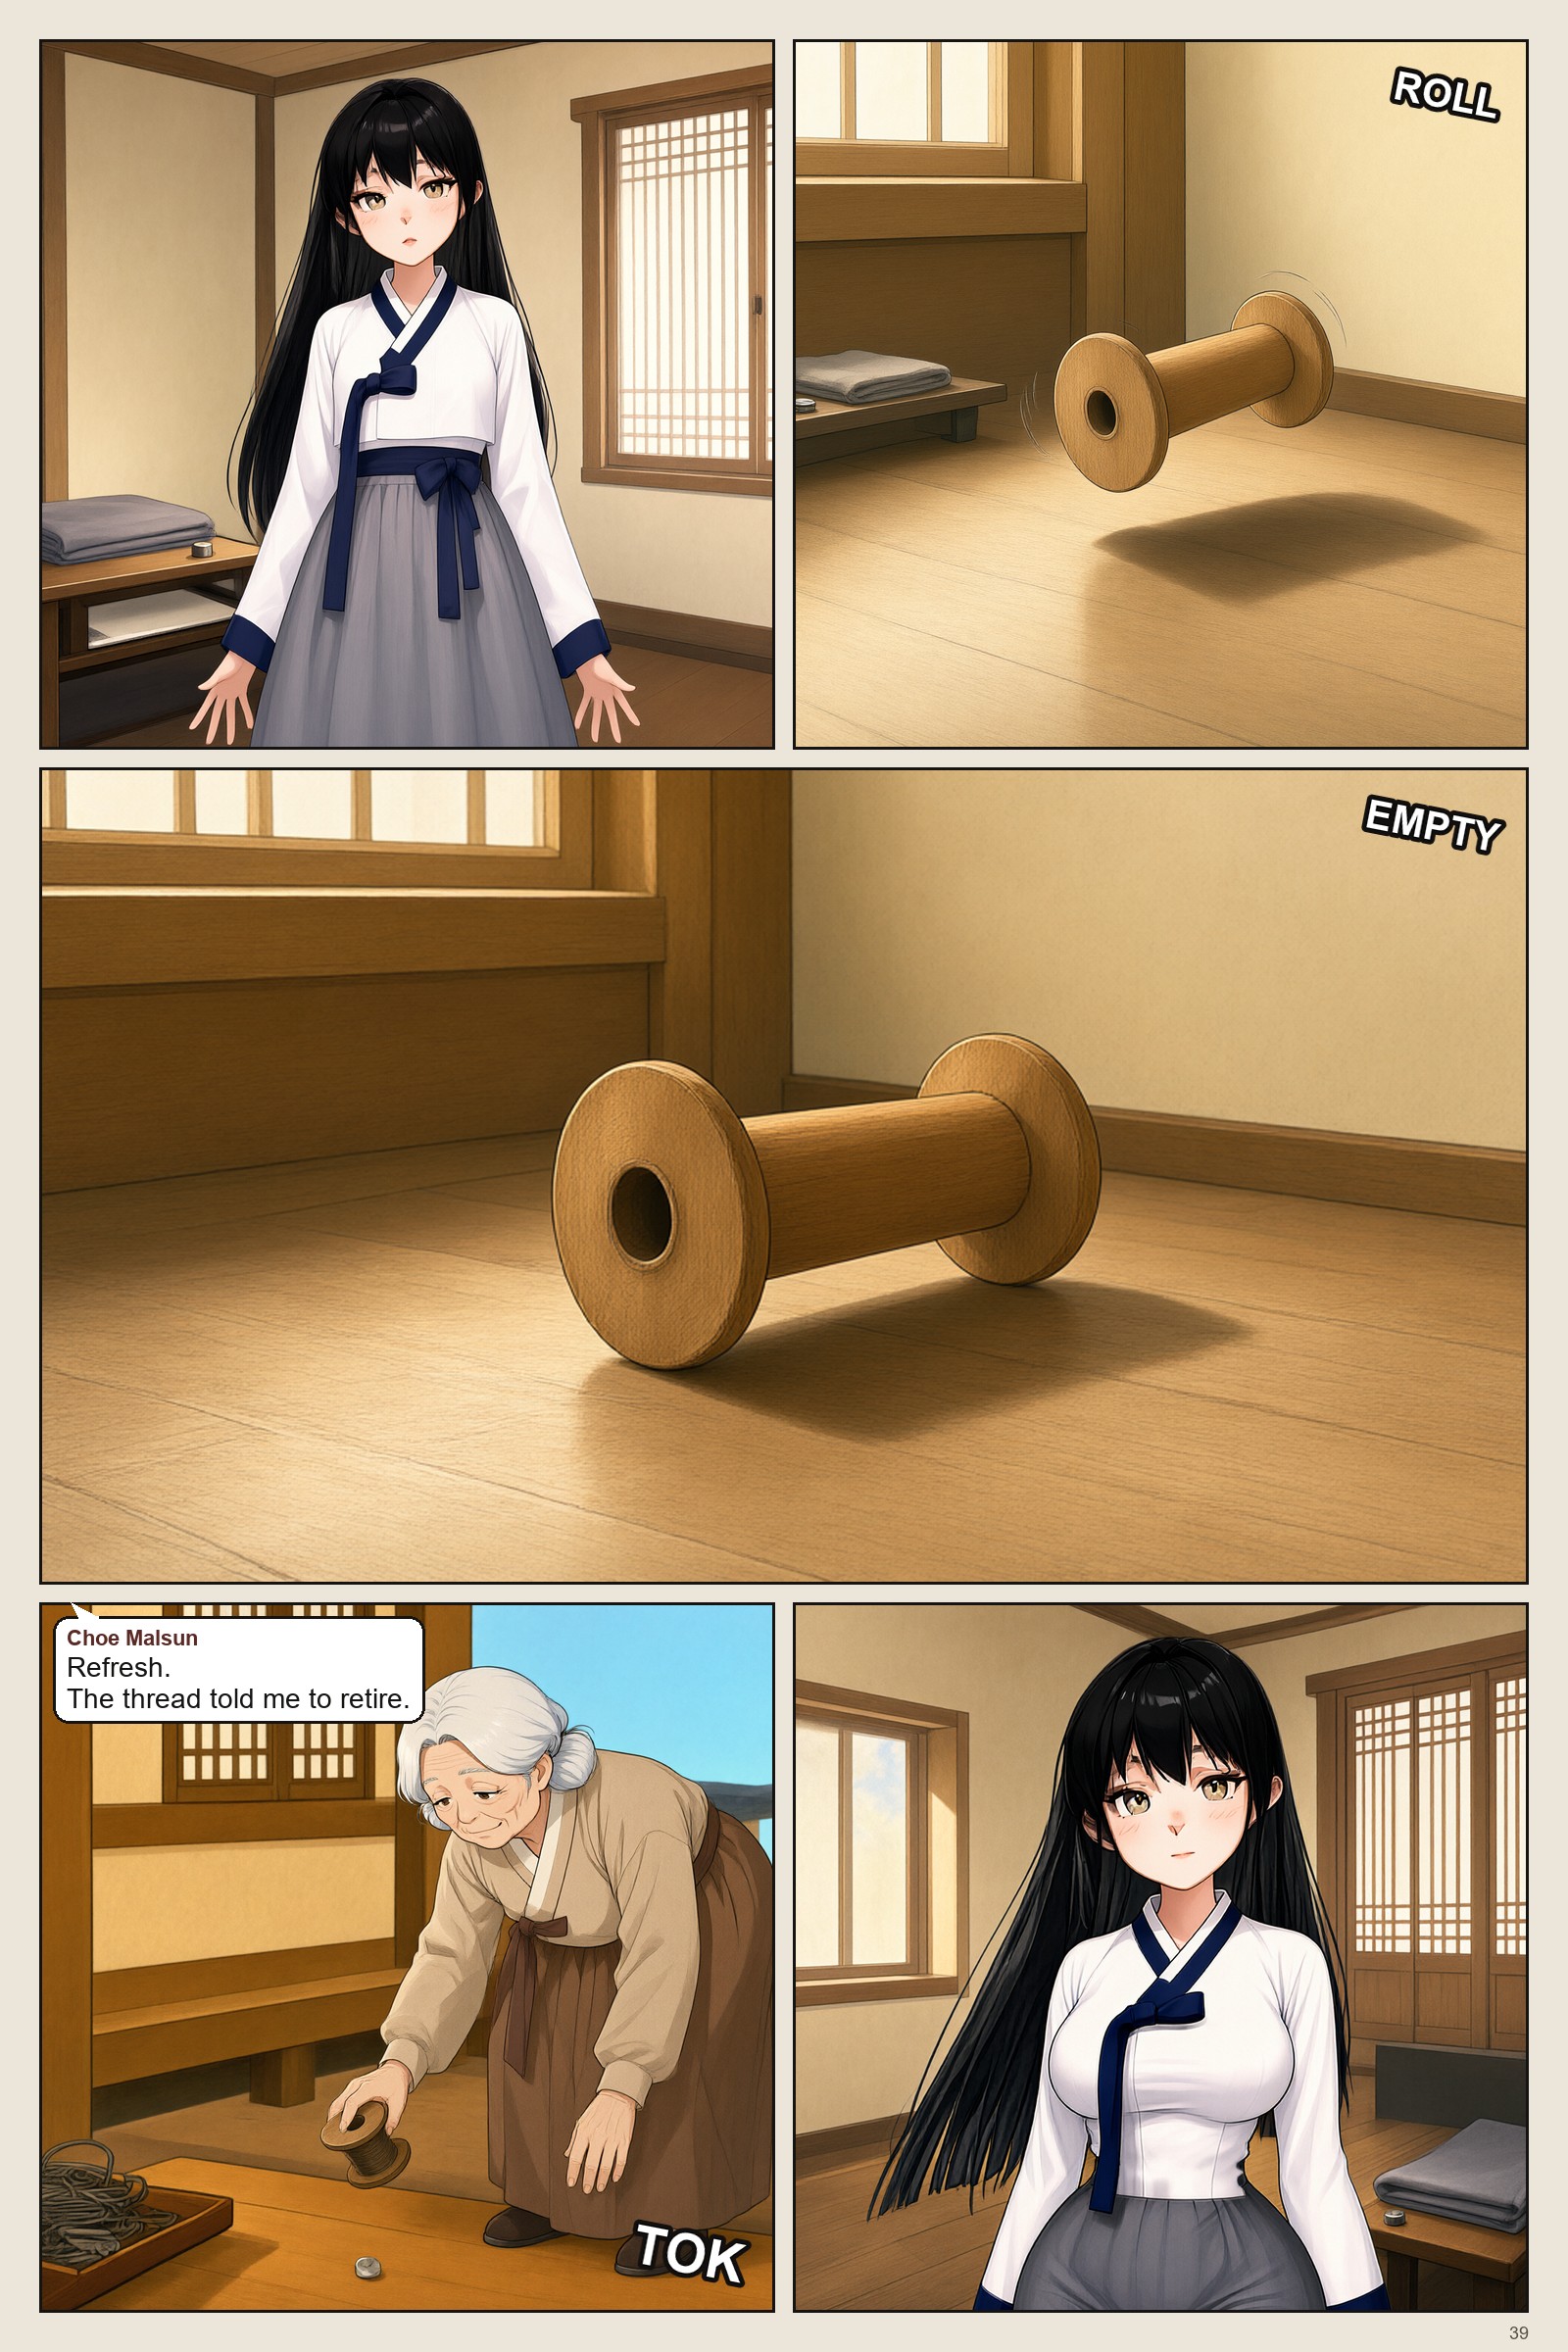 ROLL
EMPTY
Choe Malsun
Refresh.
The thread told me to retire.
TOK
39